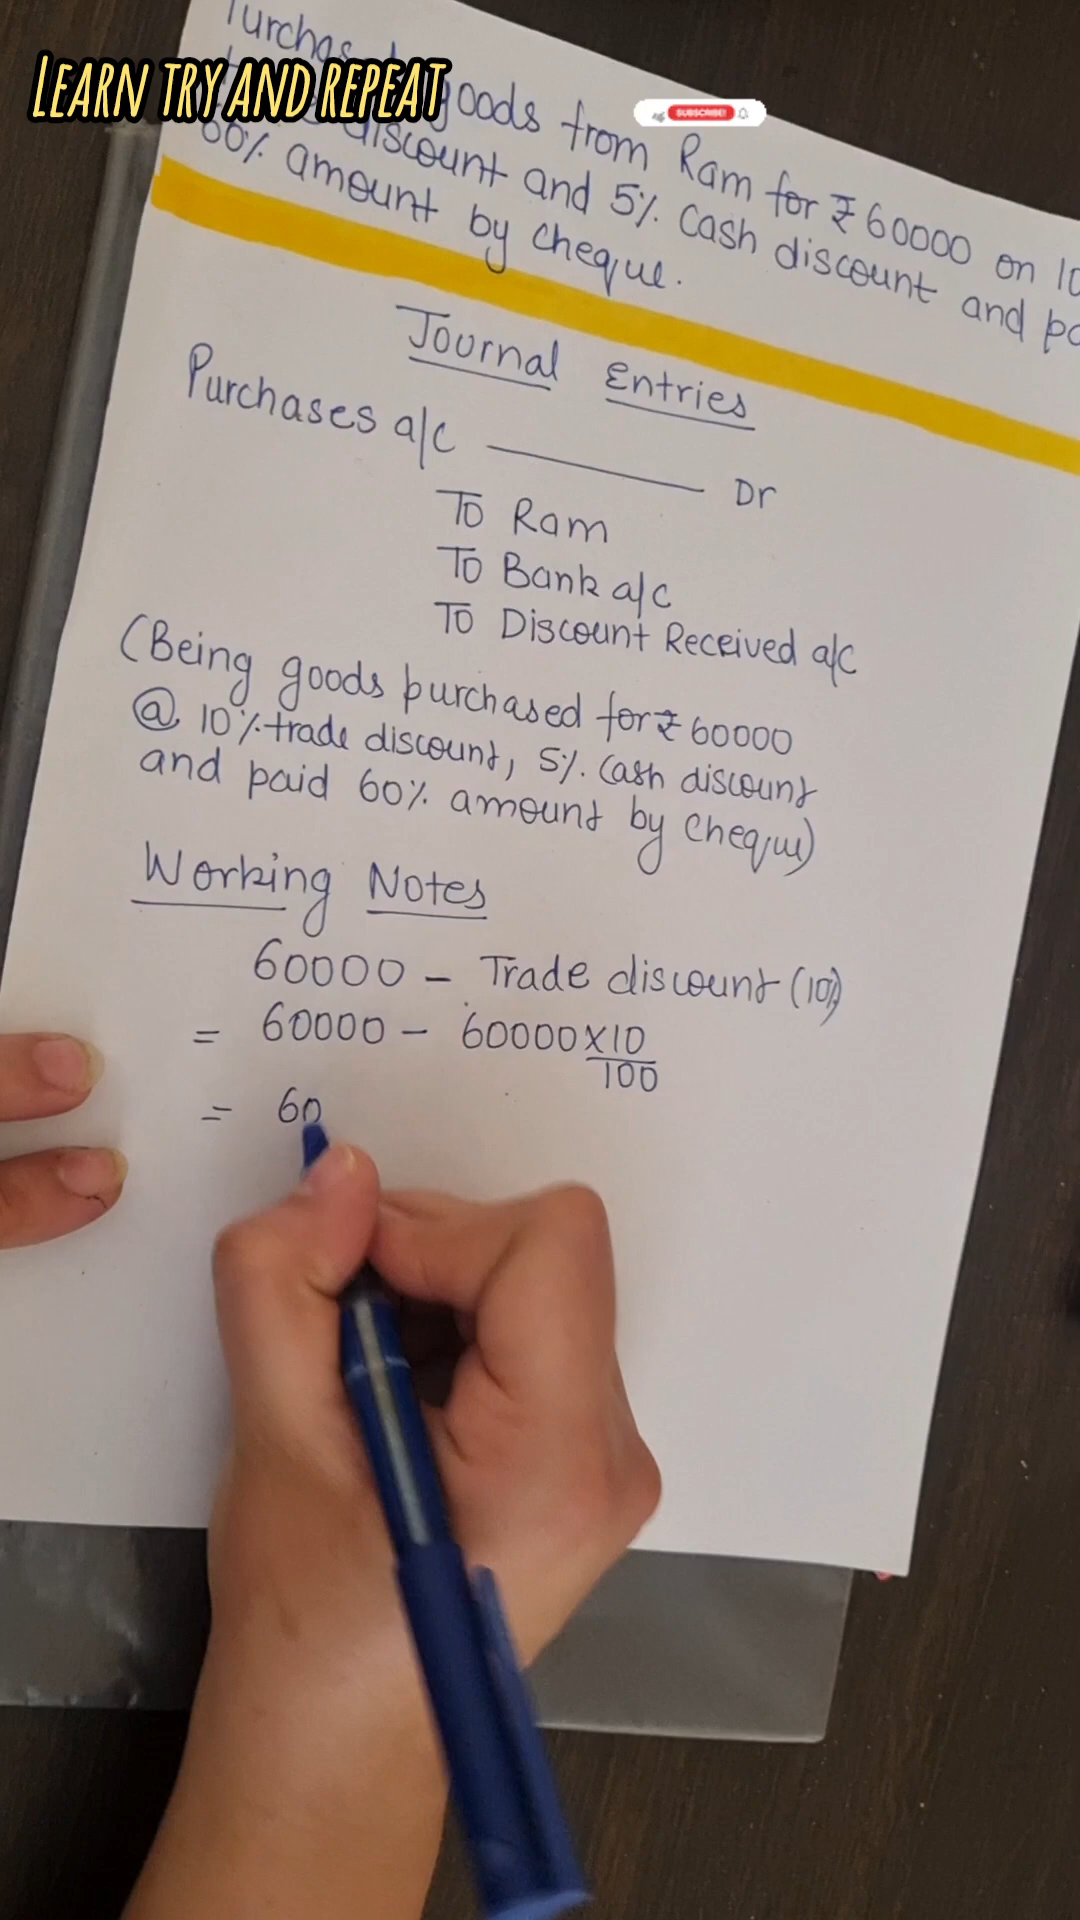 LEARN TRY AND REPEAT
SUBSCRIBE!
goods from Ram for ₹ 60000 on 10
discount and 5% Cash discount and pa
60% amount by cheque.
Journal Entries
Purchases a/c Dr
To Ram
To Bank a/c
To Discount Received a/c
(Being goods purchased for ₹ 60000
@ 10% trade discount, 5% Cash discount
and paid 60% amount by Cheque)
Working Notes
60000 - Trade discount (10%)
= 60000 - 60000 X 10
100
= 60